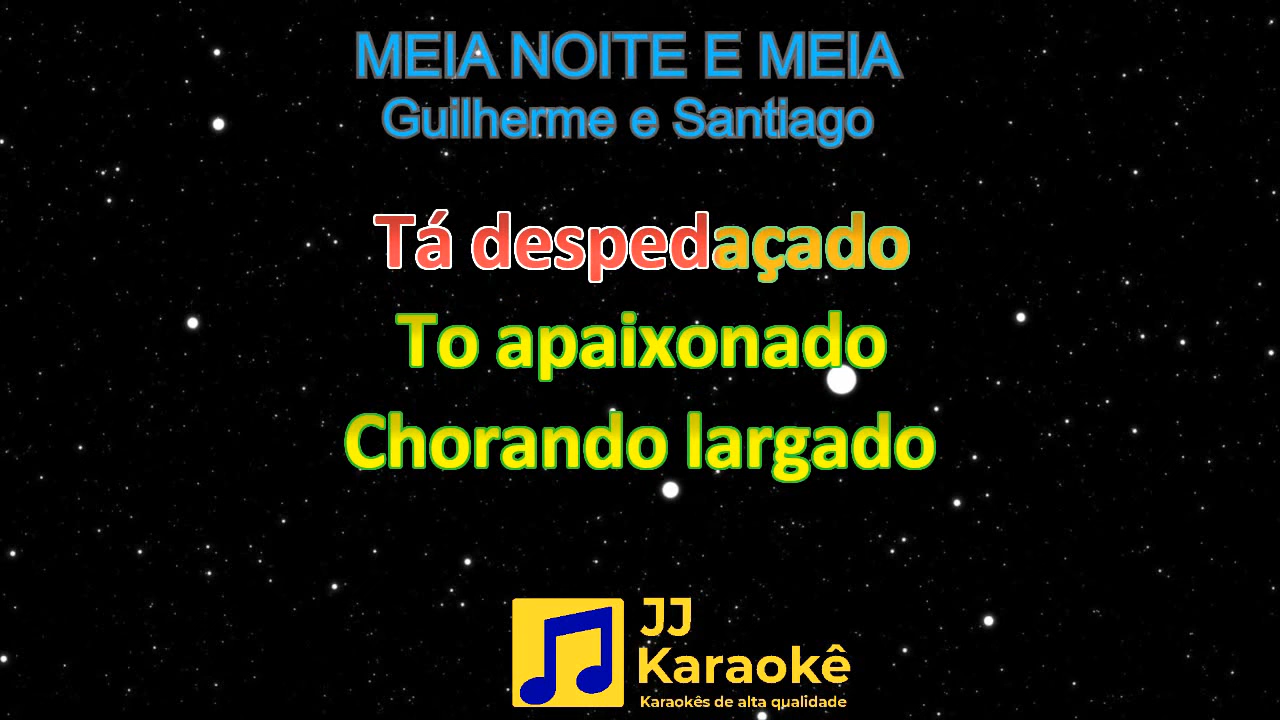 MEIA NOITE E MEIA
Guilherme e Santiago
Tá despedaçado
To apaixonado
Chorando largado
JJ
Karaokê
Karaokês de alta qualidade